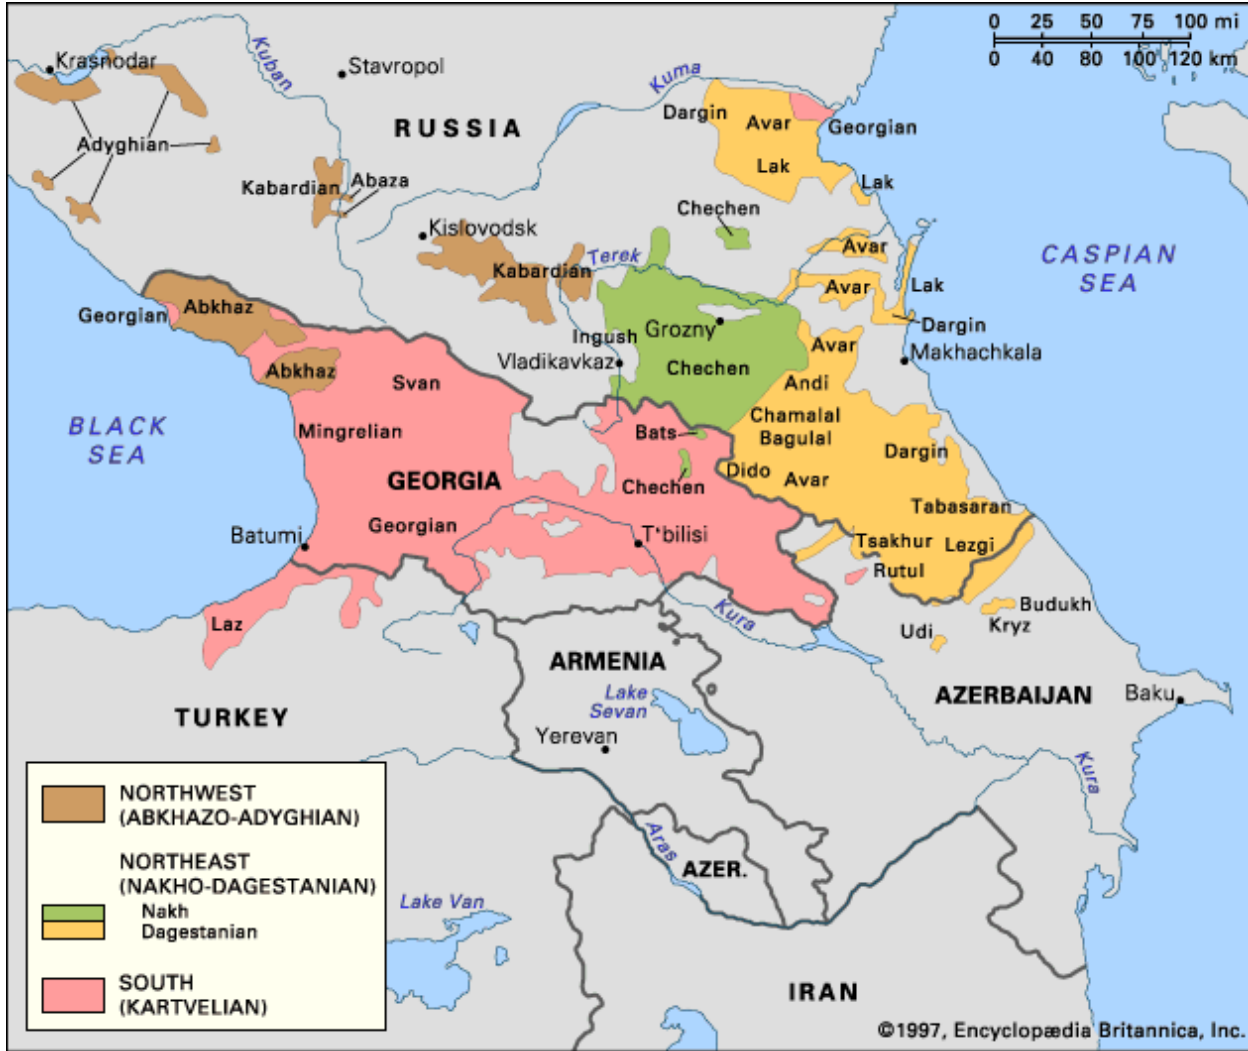 0 25 50 75 100 mi
0 40 80 100 120 km
Krasnodar
Kuban
Stavropol
Kuma
RUSSIA
Dargin
Avar
Georgian
Adyghian
Lak
Lak
Kabardian
Abaza
Chechen
Kislovodsk
Terek
Avar
CASPIAN
SEA
Kabardian
Avar
Lak
Georgian
Abkhaz
Dargin
Ingush
Grozny
Avar
Makhachkala
Vladikavkaz
Chechen
Abkhaz
Svan
Andi
BLACK
SEA
Mingrelian
Bats
Chamalal
Bagulal
Dargin
GEORGIA
Chechen
Dido
Avar
Tabasaran
Batumi
Georgian
T'bilisi
Tsakhur
Lezgi
Rutul
Laz
Kura
Budukh
Kryz
Udi
ARMENIA
Lake
Sevan
AZERBAIJAN
Baku
TURKEY
Yerevan
Kura
NORTHWEST
(ABKHAZO-ADYGHIAN)
NORTHEAST
(NAKHO-DAGESTANIAN)
Nakh
Dagestanian
SOUTH
(KARTVELIAN)
Aras
AZER.
Lake Van
IRAN
©1997, Encyclopædia Britannica, Inc.